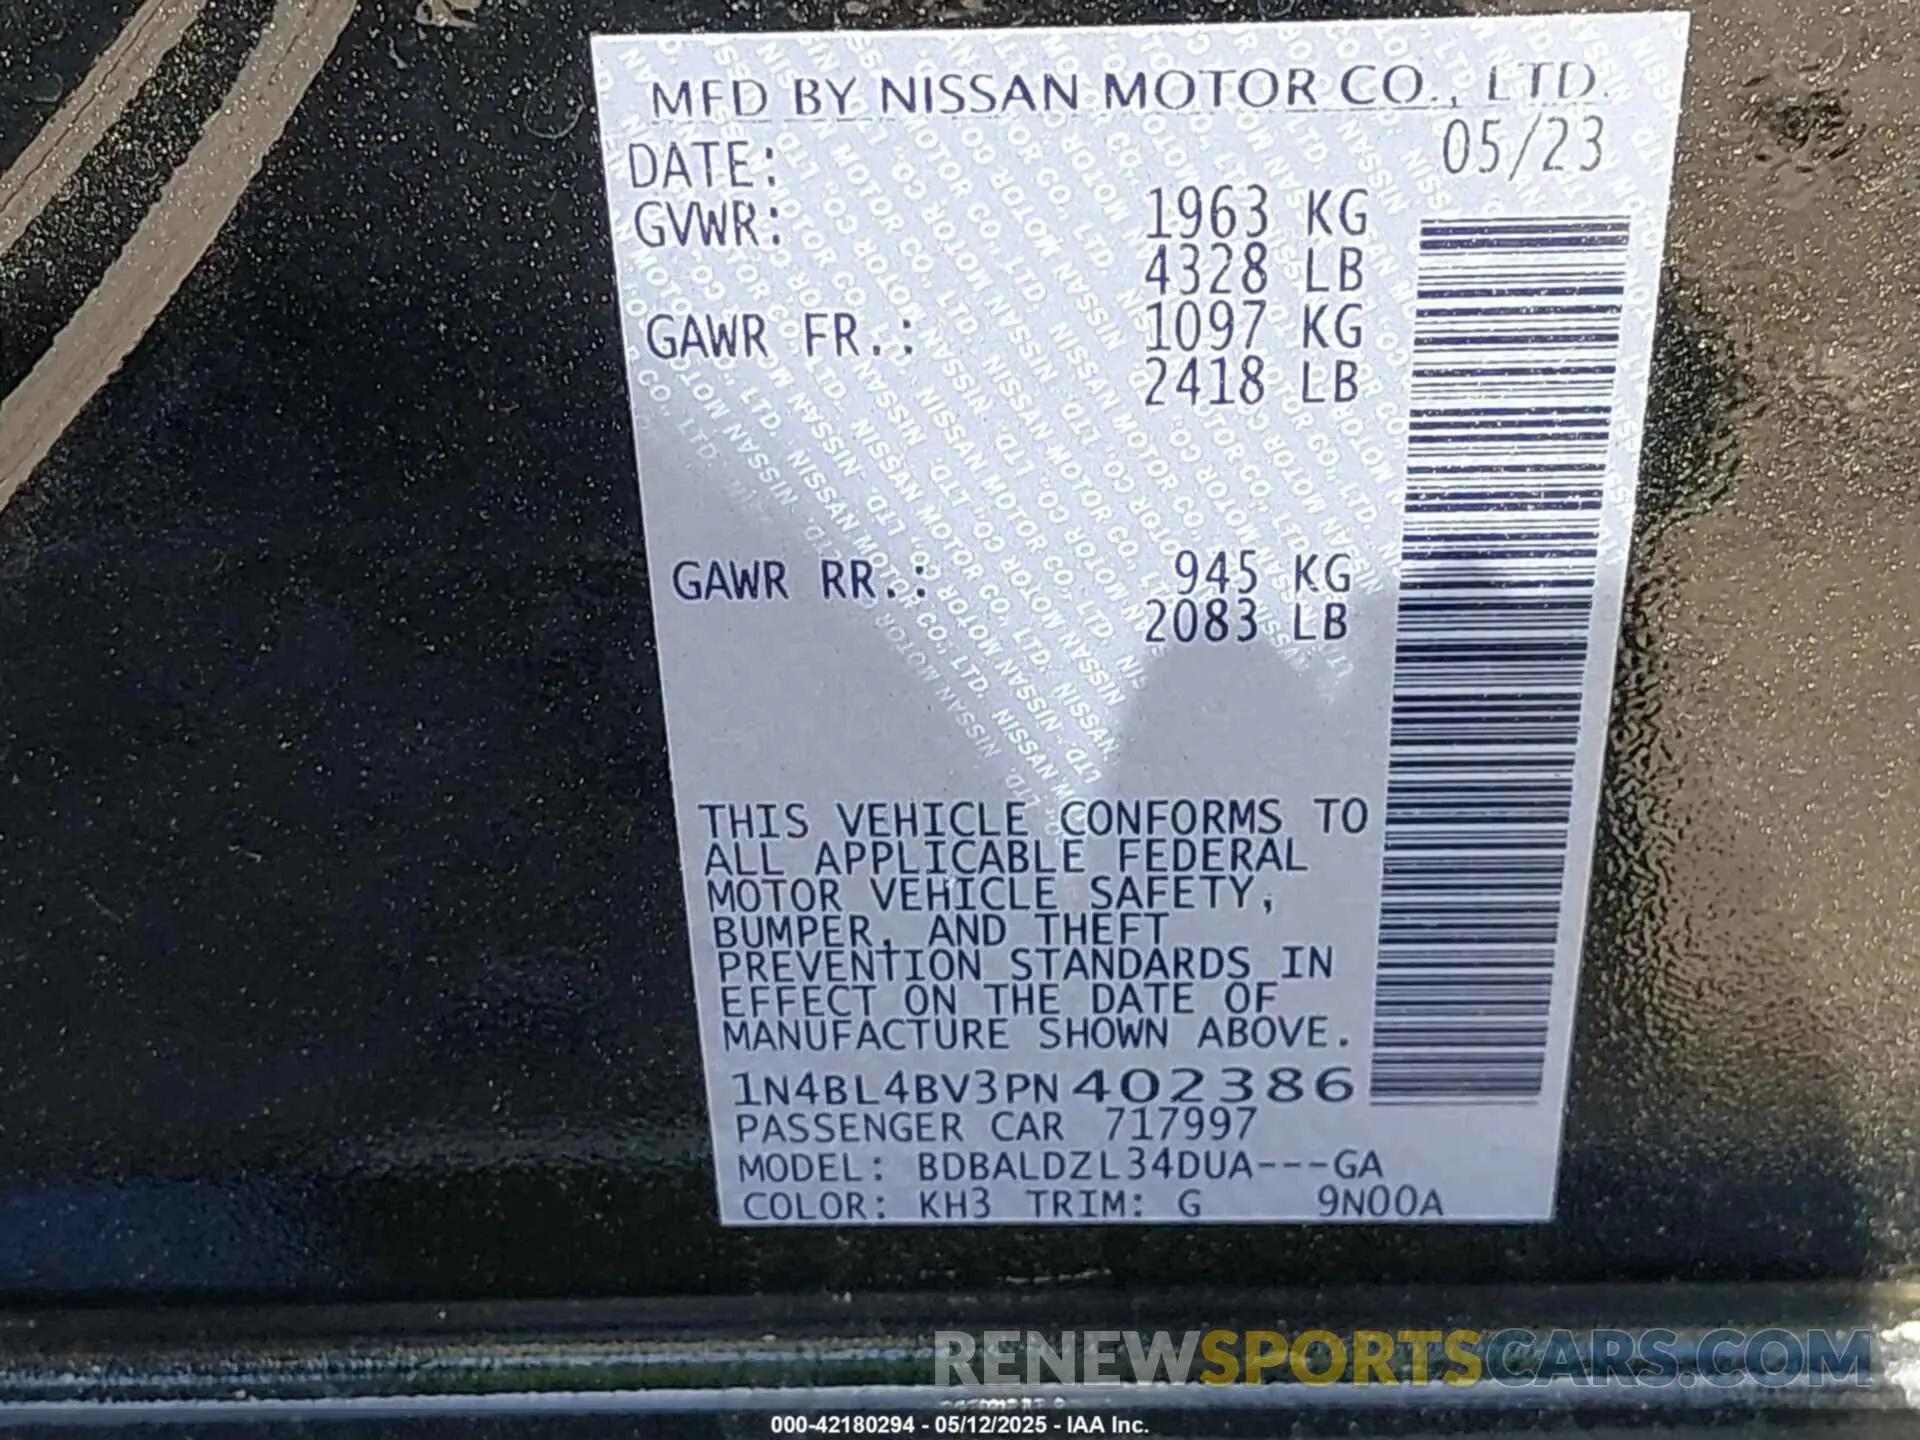 MFD BY NISSAN MOTOR CO., LTD.
DATE: 05/23
GVWR: 1963 KG
4328 LB
GAWR FR.: 1097 KG
2418 LB
GAWR RR.: 945 KG
2083 LB
THIS VEHICLE CONFORMS TO
ALL APPLICABLE FEDERAL
MOTOR VEHICLE SAFETY,
BUMPER, AND THEFT
PREVENTION STANDARDS IN
EFFECT ON THE DATE OF
MANUFACTURE SHOWN ABOVE.
1N4BL4BV3PN402386
PASSENGER CAR 717997
MODEL: BDBALDZL34DUA---GA
COLOR: KH3 TRIM: G 9N00A
RENEWSPORTSCARS.COM
000-42180294 - 05/12/2025 - IAA Inc.